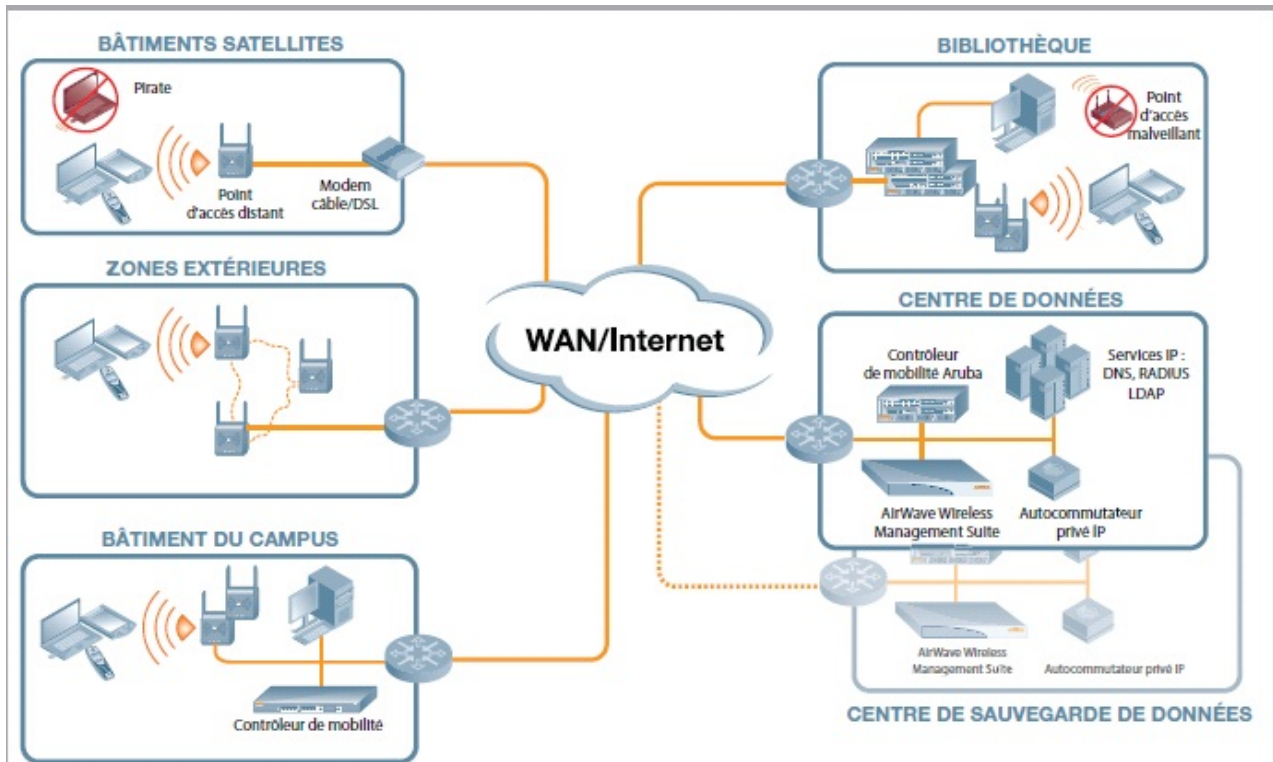 BÂTIMENTS SATELLITES
Pirate
Point
d'accès distant
Modem
câble/DSL
ZONES EXTÉRIEURES
BÂTIMENT DU CAMPUS
Contrôleur de mobilité
WAN/Internet
BIBLIOTHÈQUE
Point
d'accès
malveillant
CENTRE DE DONNÉES
Contrôleur
de mobilité Aruba
Services IP :
DNS, RADIUS
LDAP
AirWave Wireless
Management Suite
Autocommutateur
privé IP
AirWave Wireless
Management Suite
Autocommutateur privé IP
CENTRE DE SAUVEGARDE DE DONNÉES